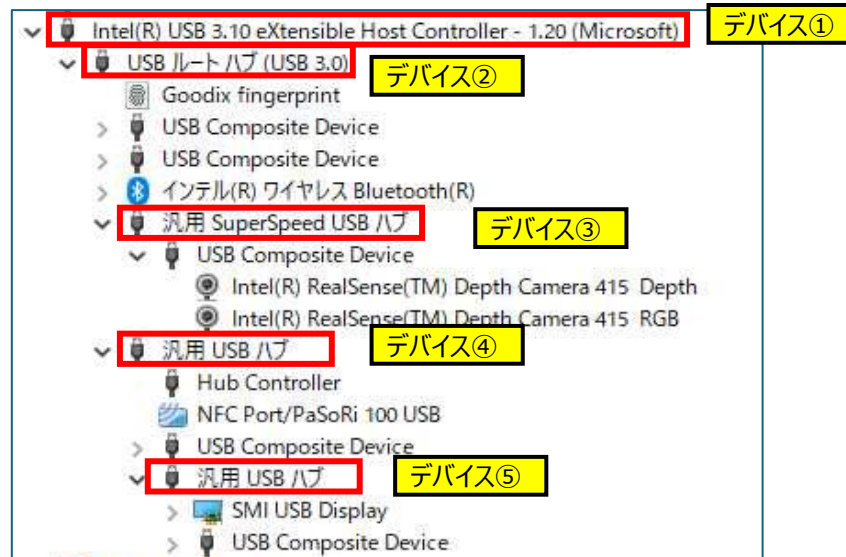 Intel(R) USB 3.10 eXtensible Host Controller - 1.20 (Microsoft) デバイス①
USB ルート ハブ (USB 3.0) デバイス②
Goodix fingerprint
USB Composite Device
USB Composite Device
インテル(R) ワイヤレス Bluetooth(R)
汎用 SuperSpeed USB ハブ デバイス③
USB Composite Device
Intel(R) RealSense(TM) Depth Camera 415 Depth
Intel(R) RealSense(TM) Depth Camera 415 RGB
汎用 USB ハブ デバイス④
Hub Controller
NFC Port/PaSoRi 100 USB
USB Composite Device
汎用 USB ハブ デバイス⑤
SMI USB Display
USB Composite Device